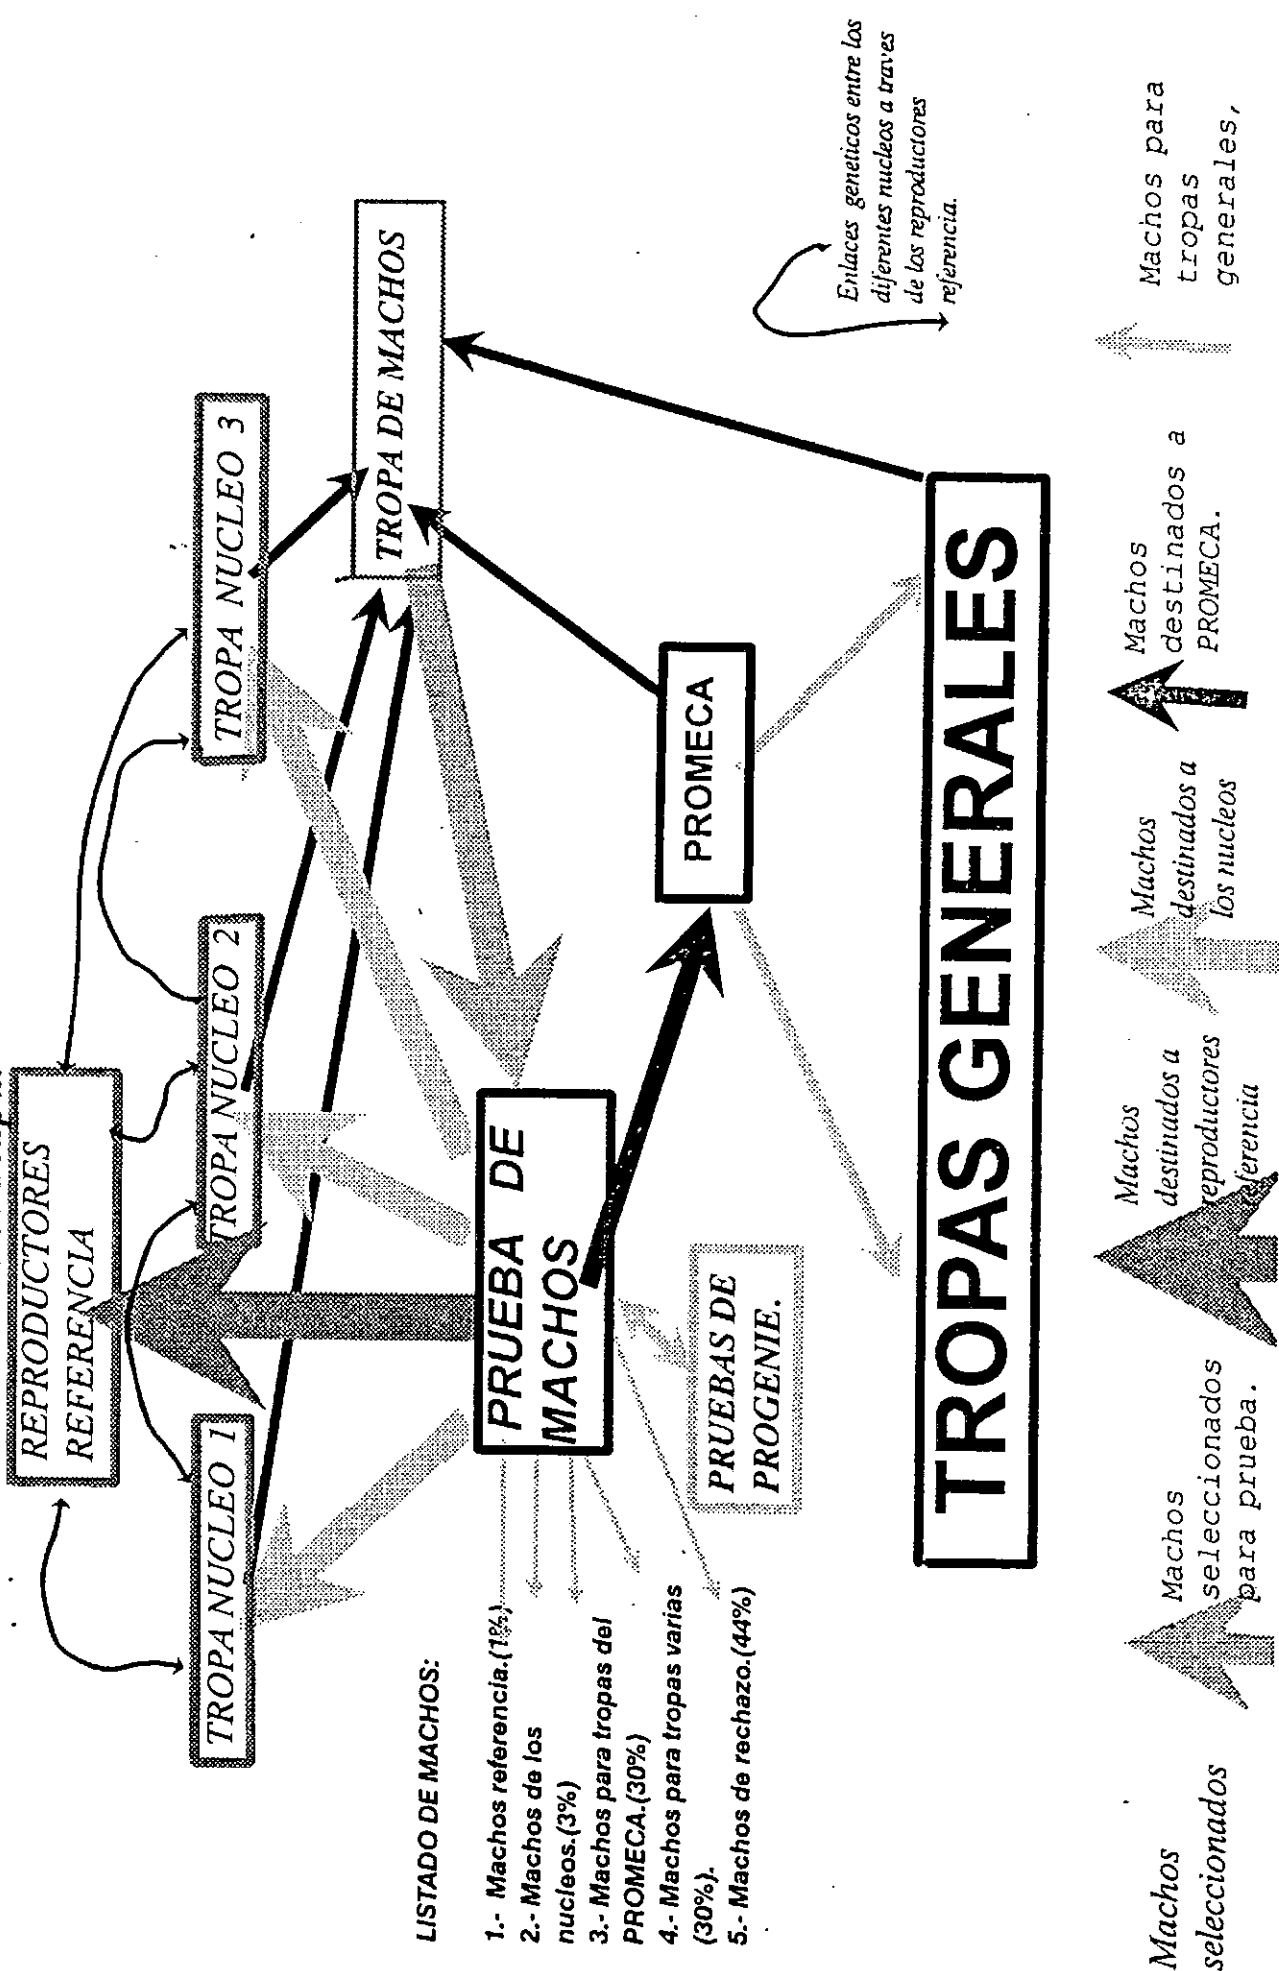 REPRODUCTORES
REFERENCIA
TROPA NUCLEO 1
TROPA NUCLEO 2
TROPA NUCLEO 3
TROPA DE MACHOS
LISTADO DE MACHOS:
1.- Machos referencia.(1%)
2.- Machos de los
nucleos.(3%)
3.- Machos para tropas del
PROMECA.(30%)
4.- Machos para tropas varias
(30%).
5.- Machos de rechazo.(44%)
PRUEBA DE
MACHOS
PRUEBAS DE
PROGENIE.
PROMECA
Enlaces geneticos entre los
diferentes nucleos a traves
de los reproductores
referencia.
TROPAS GENERALES
Machos
seleccionados
Machos
seleccionados
para prueba.
Machos
destinados a
reproductores
referencia
Machos
destinados a
los nucleos
Machos
destinados a
PROMECA.
Machos para
tropas
generales,